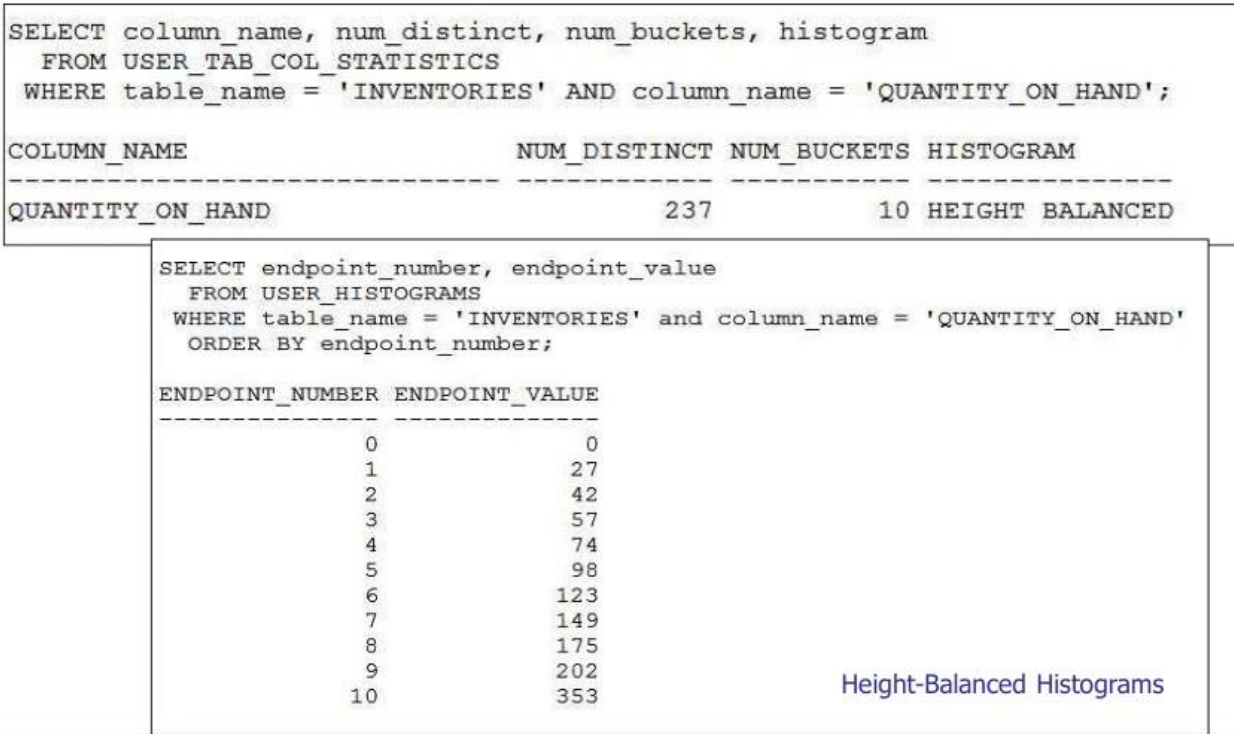 SELECT column_name, num_distinct, num_buckets, histogram
FROM USER_TAB_COL_STATISTICS
WHERE table_name = 'INVENTORIES' AND column_name = 'QUANTITY_ON_HAND';
COLUMN_NAME NUM_DISTINCT NUM_BUCKETS HISTOGRAM
------------------------------ ------------ ----------- ---------------
QUANTITY_ON_HAND 237 10 HEIGHT BALANCED
SELECT endpoint_number, endpoint_value
FROM USER_HISTOGRAMS
WHERE table_name = 'INVENTORIES' and column_name = 'QUANTITY_ON_HAND'
ORDER BY endpoint_number;
ENDPOINT_NUMBER ENDPOINT_VALUE
--------------- --------------
0 0
1 27
2 42
3 57
4 74
5 98
6 123
7 149
8 175
9 202
10 353
Height-Balanced Histograms